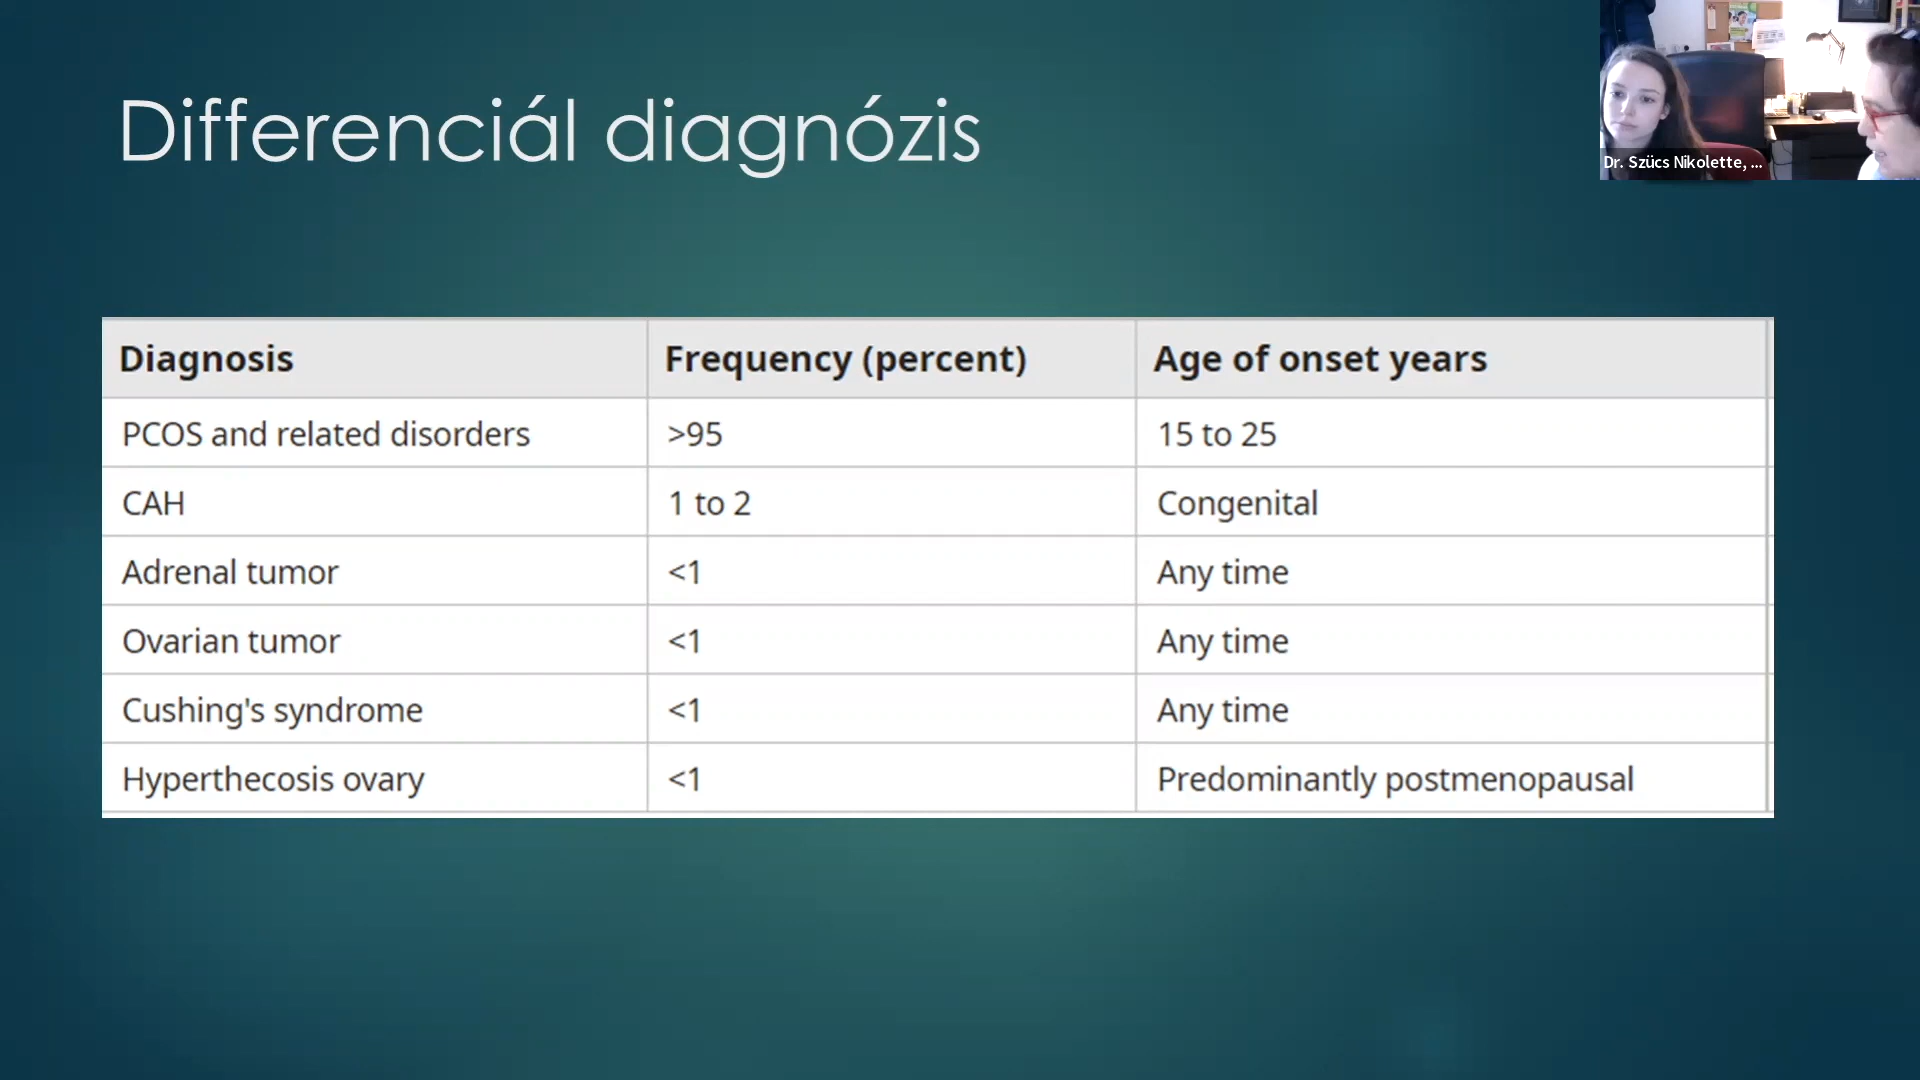 Differenciál diagnózis
Dr. Szücs Nikolette, ...
Diagnosis Frequency (percent) Age of onset years
PCOS and related disorders >95 15 to 25
CAH 1 to 2 Congenital
Adrenal tumor <1 Any time
Ovarian tumor <1 Any time
Cushing's syndrome <1 Any time
Hyperthecosis ovary <1 Predominantly postmenopausal